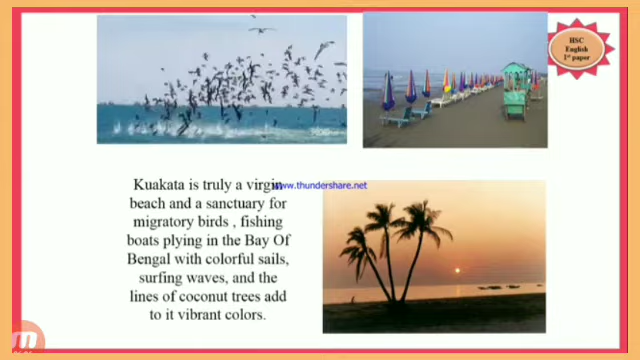 HSC
English
1st paper
Kuakata is truly a virgin
www.thundershare.net
beach and a sanctuary for
migratory birds , fishing
boats plying in the Bay Of
Bengal with colorful sails,
surfing waves, and the
lines of coconut trees add
to it vibrant colors.